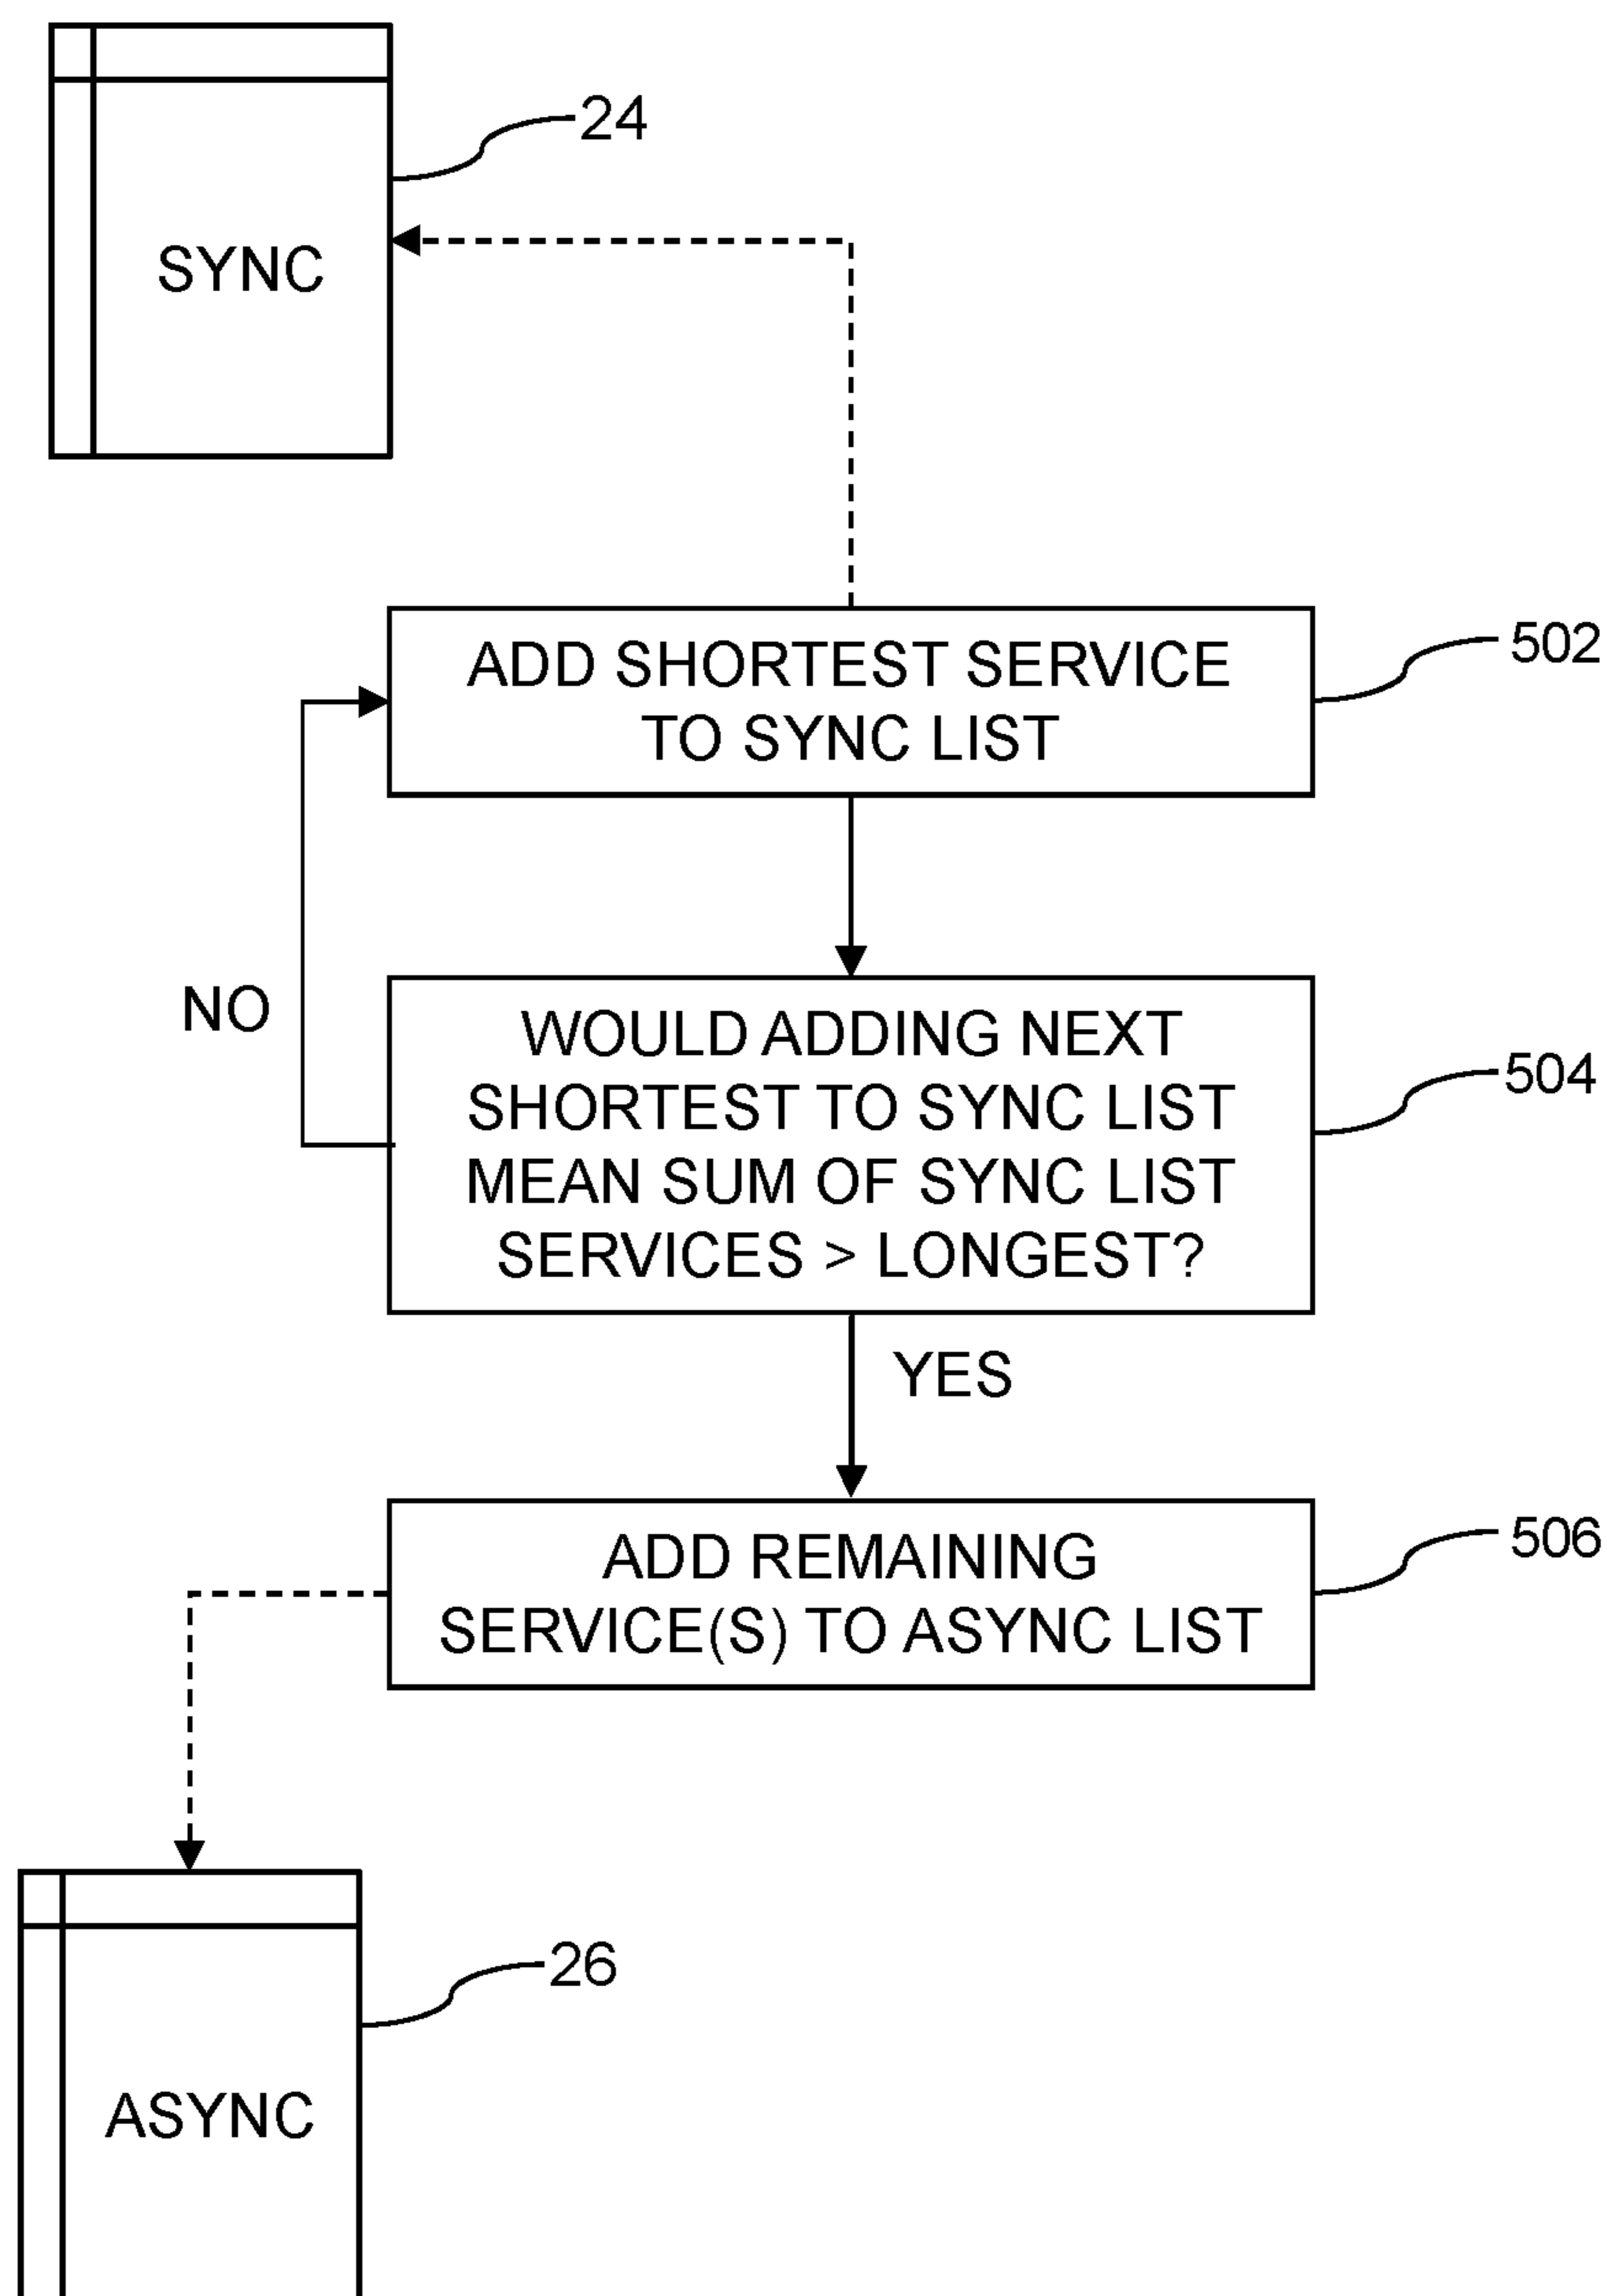 24
SYNC
ADD SHORTEST SERVICE
TO SYNC LIST
502
NO
WOULD ADDING NEXT
SHORTEST TO SYNC LIST
MEAN SUM OF SYNC LIST
SERVICES > LONGEST?
504
YES
ADD REMAINING
SERVICE(S) TO ASYNC LIST
506
26
ASYNC